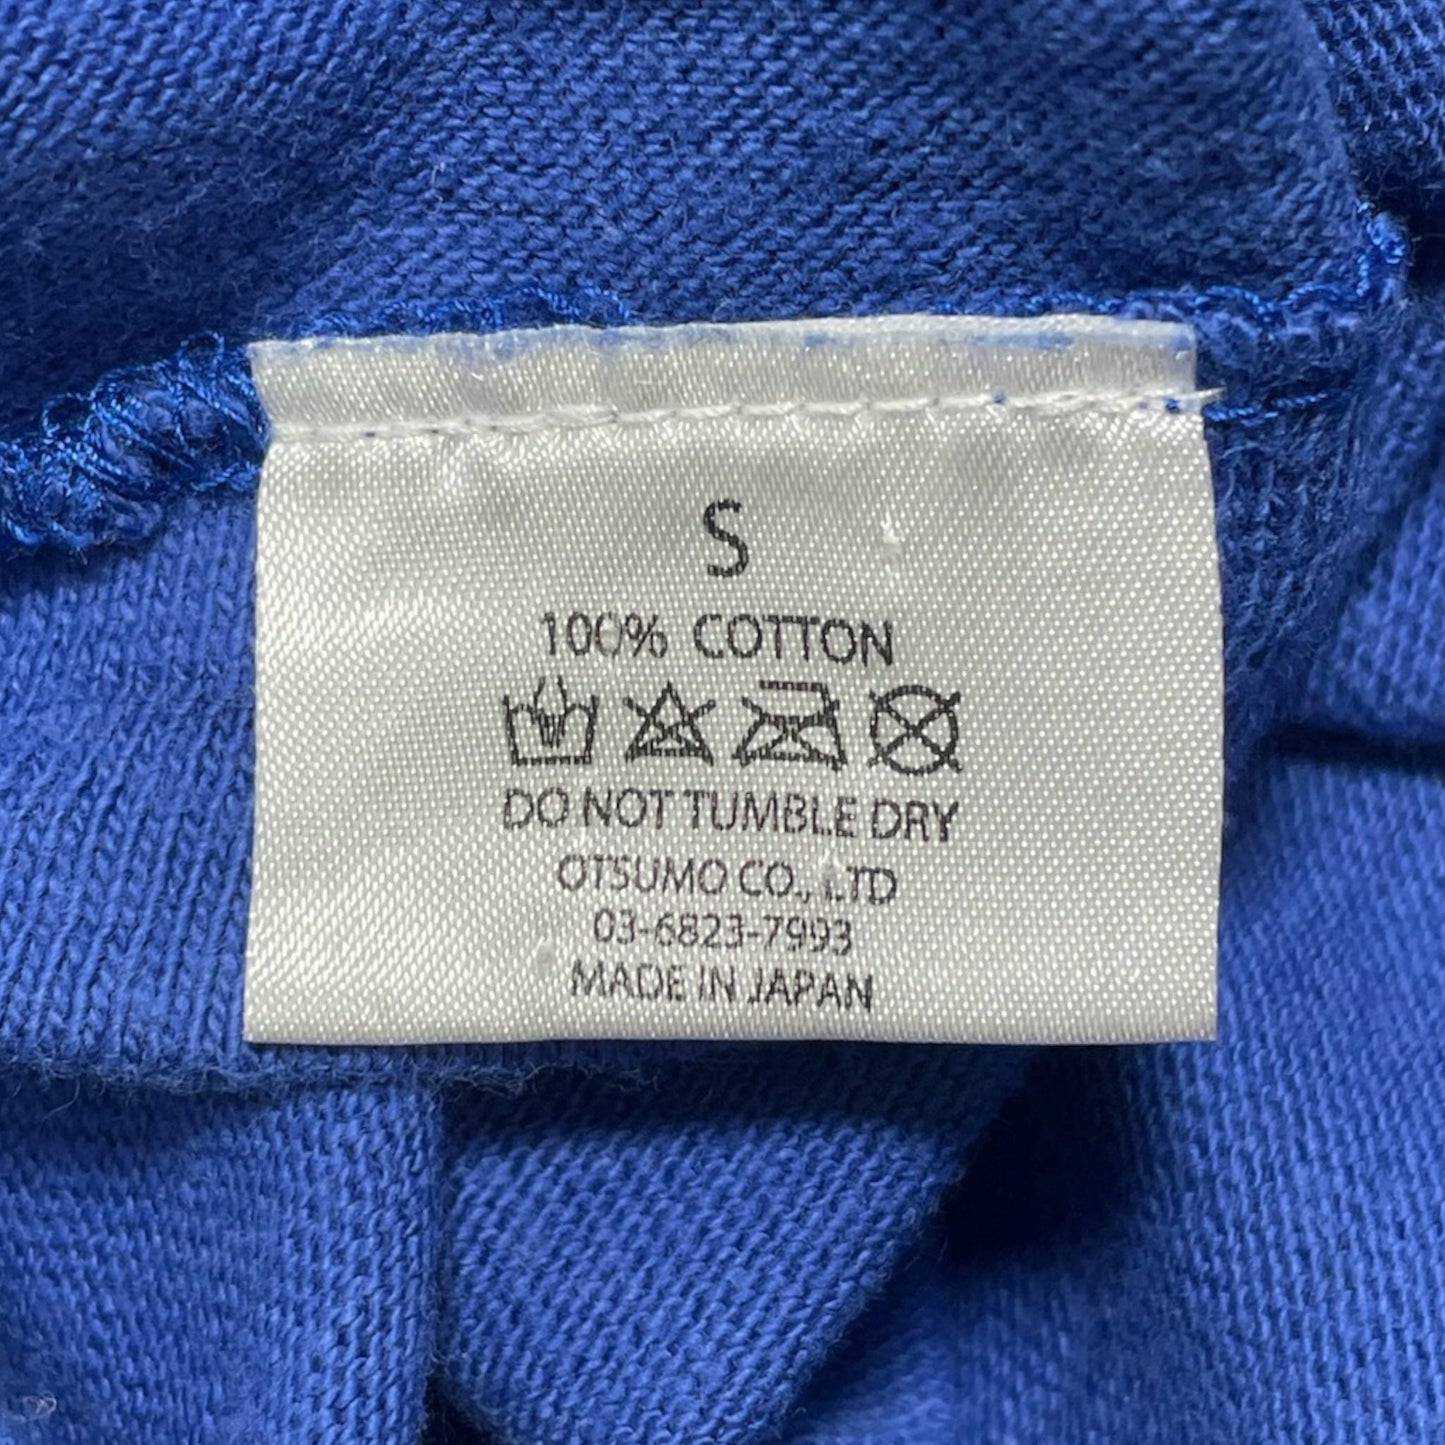 S
100% COTTON
DO NOT TUMBLE DRY
OTSUMO CO., LTD
03-6823-7993
MADE IN JAPAN